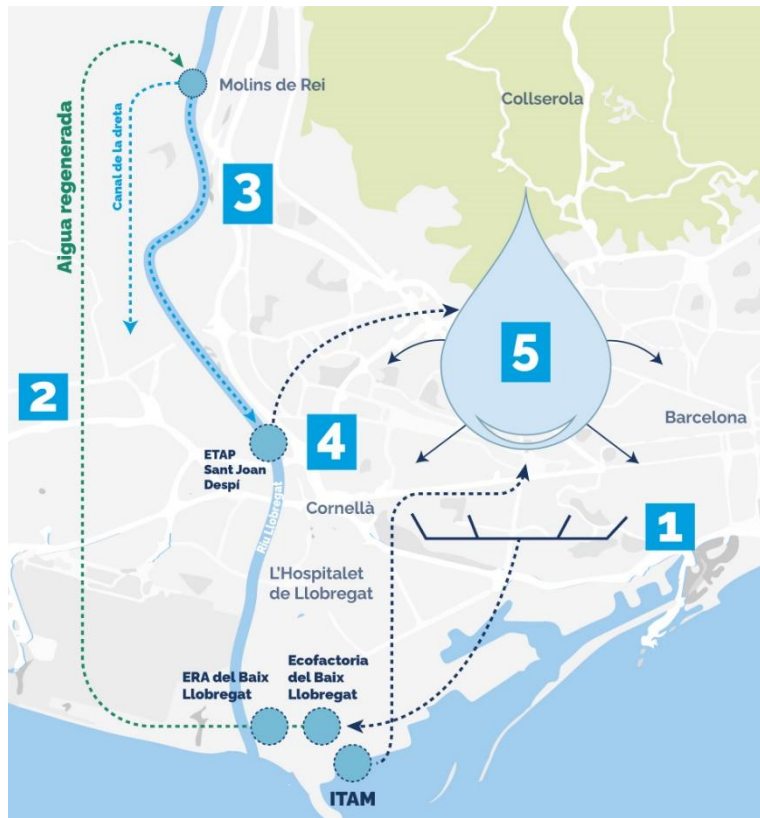 Molins de Rei
Collserola
Canal de la dreta
Aigua regenerada
3
5
2
Barcelona
4
ETAP
Sant Joan
Despí
Cornellà
1
Riu Llobregat
L'Hospitalet
de Llobregat
ERA del Baix
Llobregat
Ecofactoria
del Baix
Llobregat
ITAM